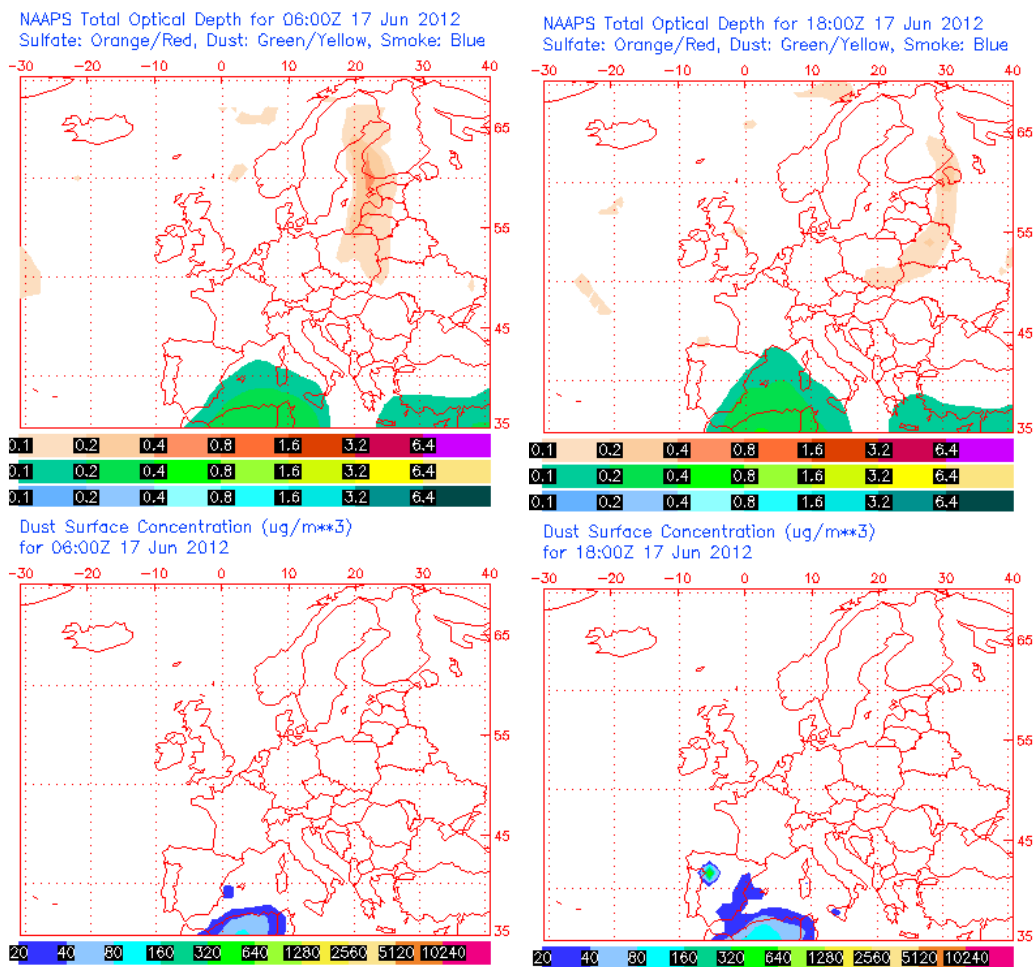 NAAPS Total Optical Depth for 06:00Z 17 Jun 2012
Sulfate: Orange/Red, Dust: Green/Yellow, Smoke: Blue
-30 -20 -10 0 10 20 30 40
65
55
45
35
0.1 0.2 0.4 0.8 1.6 3.2 6.4
0.1 0.2 0.4 0.8 1.6 3.2 6.4
0.1 0.2 0.4 0.8 1.6 3.2 6.4
NAAPS Total Optical Depth for 18:00Z 17 Jun 2012
Sulfate: Orange/Red, Dust: Green/Yellow, Smoke: Blue
-30 -20 -10 0 10 20 30 40
65
55
45
35
0.1 0.2 0.4 0.8 1.6 3.2 6.4
0.1 0.2 0.4 0.8 1.6 3.2 6.4
0.1 0.2 0.4 0.8 1.6 3.2 6.4
Dust Surface Concentration (ug/m**3)
for 06:00Z 17 Jun 2012
-30 -20 -10 0 10 20 30 40
65
55
45
35
20 40 80 160 320 640 1280 2560 5120 10240
Dust Surface Concentration (ug/m**3)
for 18:00Z 17 Jun 2012
-30 -20 -10 0 10 20 30 40
65
55
45
35
20 40 80 160 320 640 1280 2560 5120 10240